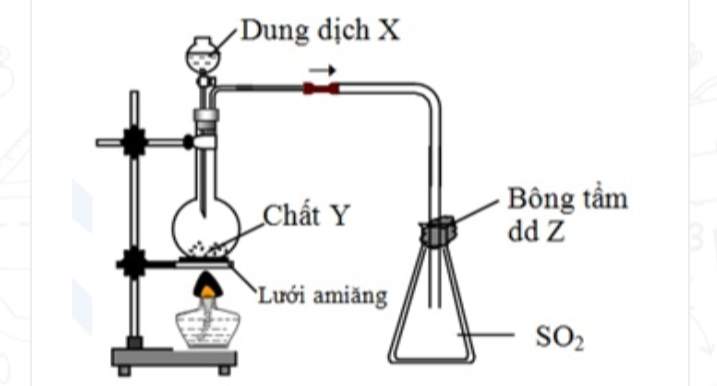 Dung dịch X
Chất Y
Bông tẩm
dd Z
Lưới amiăng
SO₂